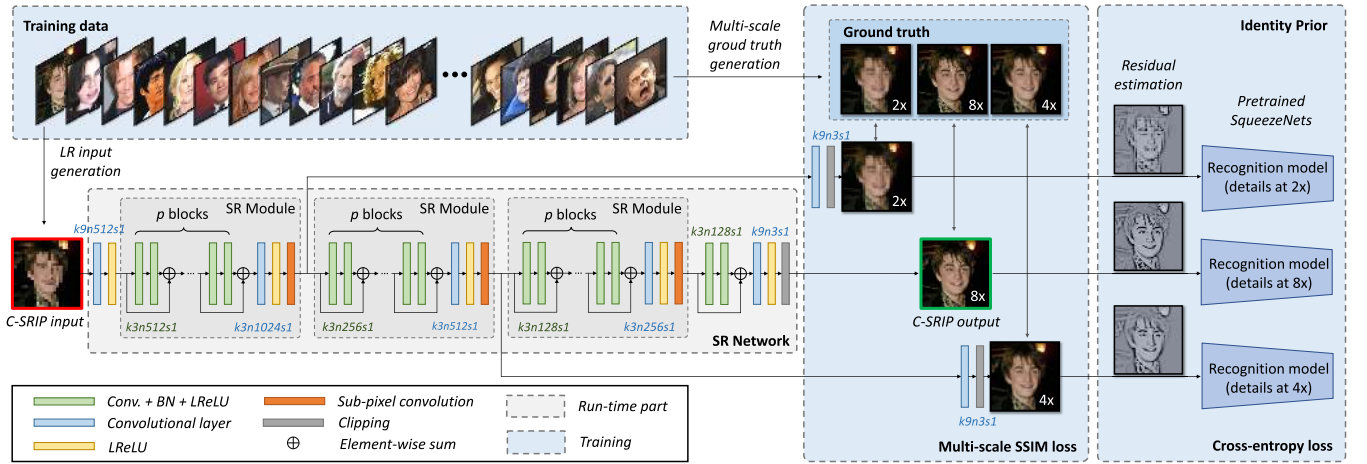 Training data
Multi-scale
groud truth
generation
Ground truth
2x
8x
4x
Identity Prior
Residual
estimation
Pretrained
SqueezeNets
k9n3s1
2x
Recognition model
(details at 2x)
LR input
generation
p blocks
SR Module
p blocks
SR Module
p blocks
SR Module
k9n512s1
k3n128s1
k9n3s1
C-SRIP input
k3n512s1
k3n1024s1
k3n256s1
k3n512s1
k3n128s1
k3n256s1
SR Network
8x
C-SRIP output
Recognition model
(details at 8x)
4x
k9n3s1
Recognition model
(details at 4x)
Conv. + BN + LReLU
Convolutional layer
LReLU
Sub-pixel convolution
Clipping
Element-wise sum
Run-time part
Training
Multi-scale SSIM loss
Cross-entropy loss